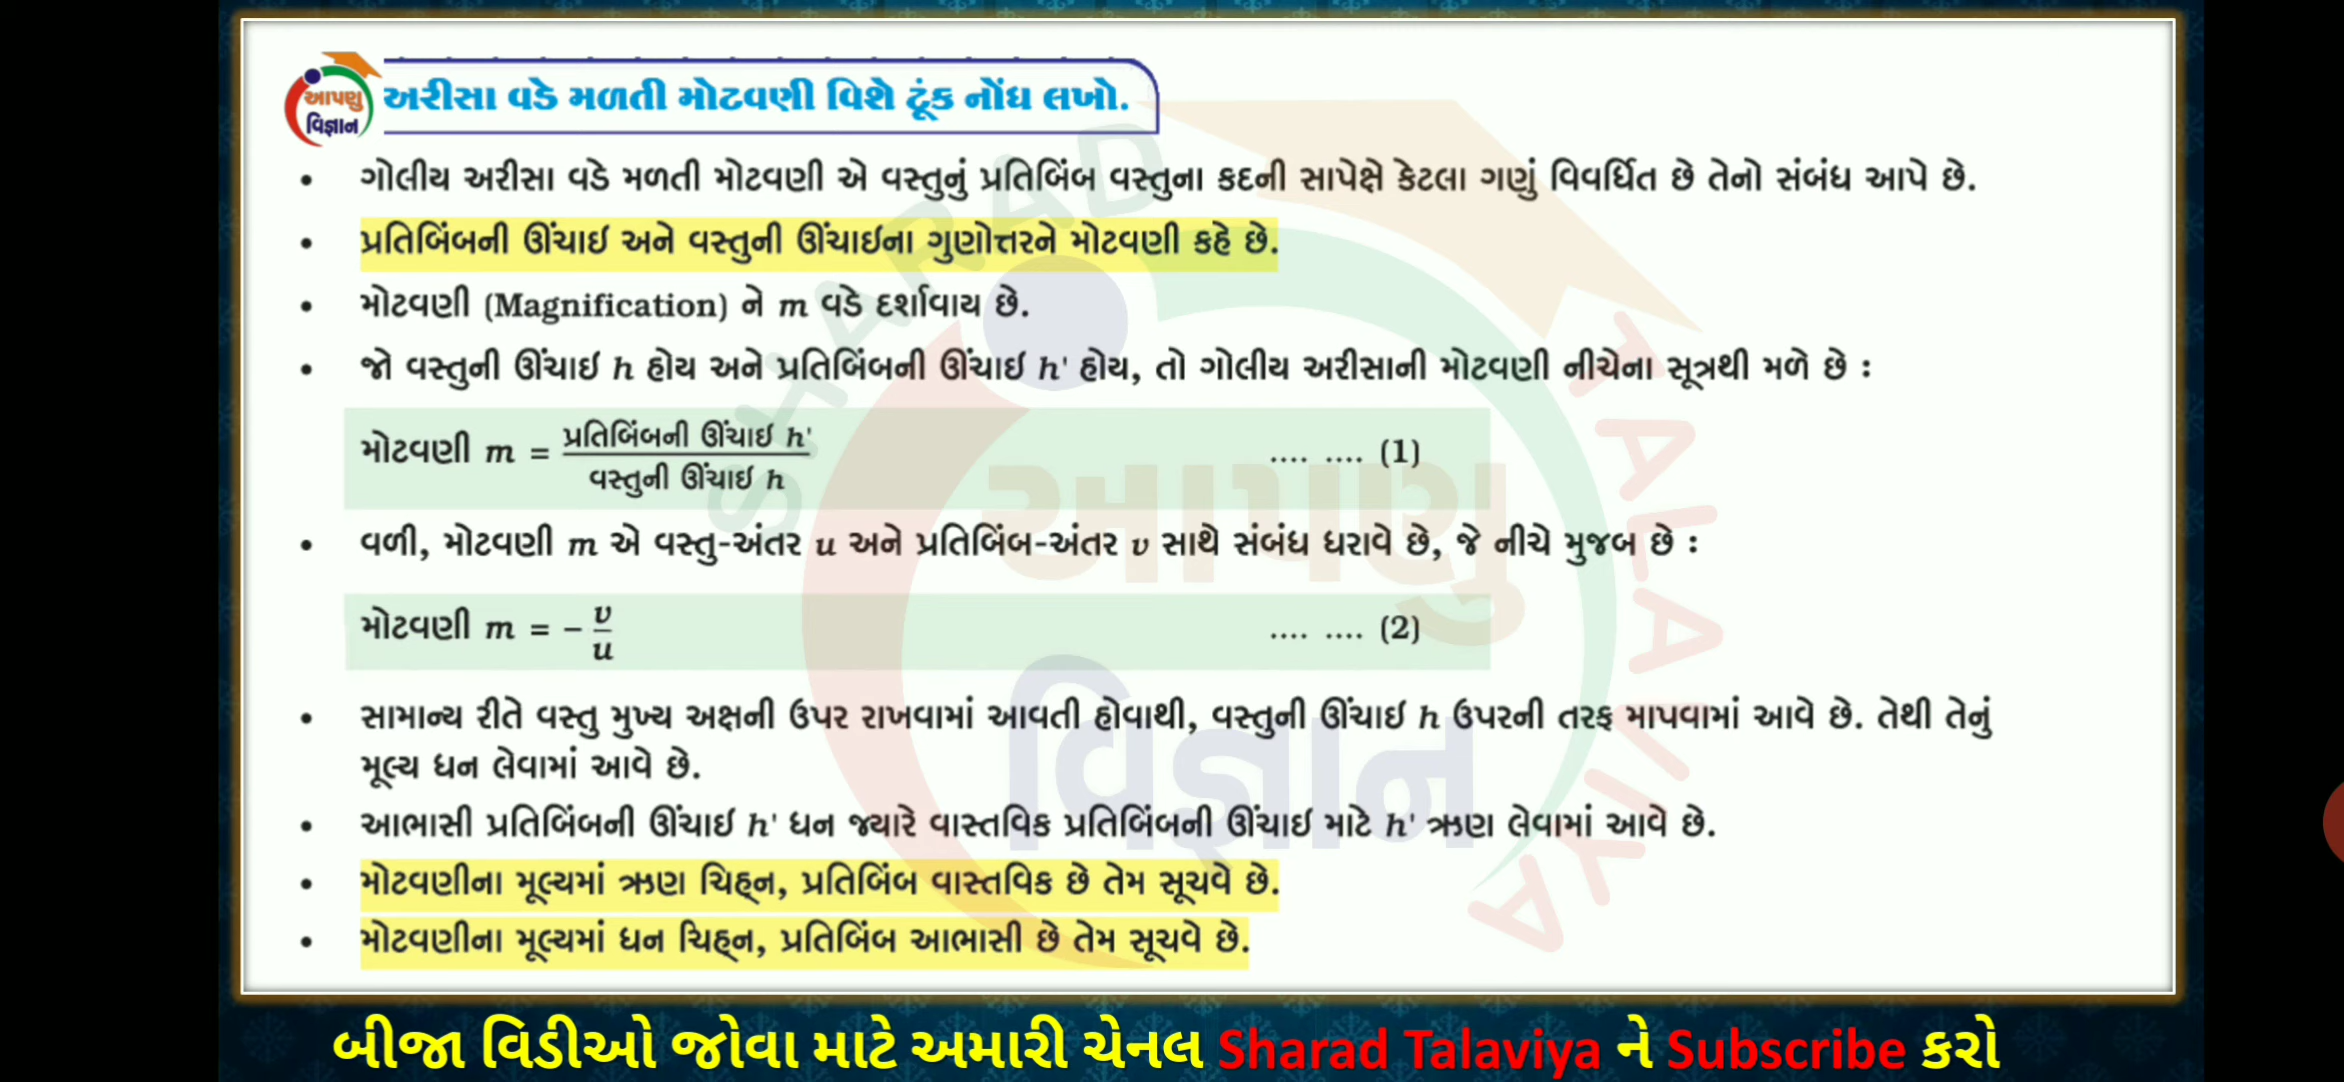 આપણુ વિજ્ઞાન
અરીસા વડે મળતી મોટવણી વિશે ટૂંક નોંધ લખો.
• ગોલીય અરીસા વડે મળતી મોટવણી એ વસ્તુનું પ્રતિબિંબ વસ્તુના કદની સાપેક્ષે કેટલા ગણું વિવર્ધિત છે તેનો સંબંધ આપે છે.
• પ્રતિબિંબની ઊંચાઈ અને વસ્તુની ઊંચાઈના ગુણોત્તરને મોટવણી કહે છે.
• મોટવણી (Magnification) ને m વડે દર્શાવાય છે.
• જો વસ્તુની ઊંચાઈ h હોય અને પ્રતિબિંબની ઊંચાઈ h' હોય, તો ગોલીય અરીસાની મોટવણી નીચેના સૂત્રથી મળે છે :
મોટવણી m = પ્રતિબિંબની ઊંચાઈ h' / વસ્તુની ઊંચાઈ h .... .... (1)
• વળી, મોટવણી m એ વસ્તુ-અંતર u અને પ્રતિબિંબ-અંતર v સાથે સંબંધ ધરાવે છે, જે નીચે મુજબ છે :
મોટવણી m = – v / u .... .... (2)
• સામાન્ય રીતે વસ્તુ મુખ્ય અક્ષની ઉપર રાખવામાં આવતી હોવાથી, વસ્તુની ઊંચાઈ h ઉપરની તરફ માપવામાં આવે છે. તેથી તેનું
મૂલ્ય ધન લેવામાં આવે છે.
• આભાસી પ્રતિબિંબની ઊંચાઈ h' ધન જ્યારે વાસ્તવિક પ્રતિબિંબની ઊંચાઈ માટે h' ઋણ લેવામાં આવે છે.
• મોટવણીના મૂલ્યમાં ઋણ ચિહ્ન, પ્રતિબિંબ વાસ્તવિક છે તેમ સૂચવે છે.
• મોટવણીના મૂલ્યમાં ધન ચિહ્ન, પ્રતિબિંબ આભાસી છે તેમ સૂચવે છે.
SHARAD TALAVIYA
આપણુ
વિજ્ઞાન
બીજા વિડીઓ જોવા માટે અમારી ચેનલ Sharad Talaviya ને Subscribe કરો